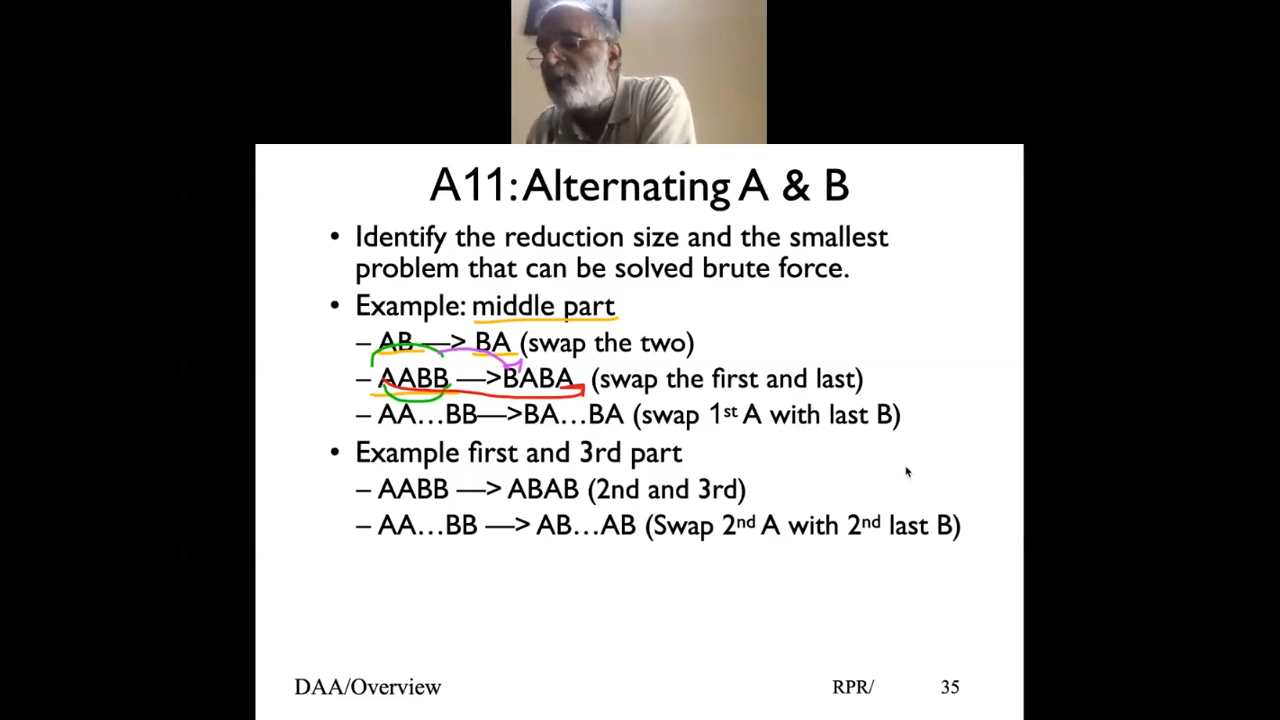 A11: Alternating A & B
• Identify the reduction size and the smallest
problem that can be solved brute force.
• Example: middle part
– AB —> BA (swap the two)
– AABB —>BABA (swap the first and last)
– AA…BB—>BA…BA (swap 1st A with last B)
• Example first and 3rd part
– AABB —> ABAB (2nd and 3rd)
– AA…BB —> AB…AB (Swap 2nd A with 2nd last B)
DAA/Overview RPR/ 35